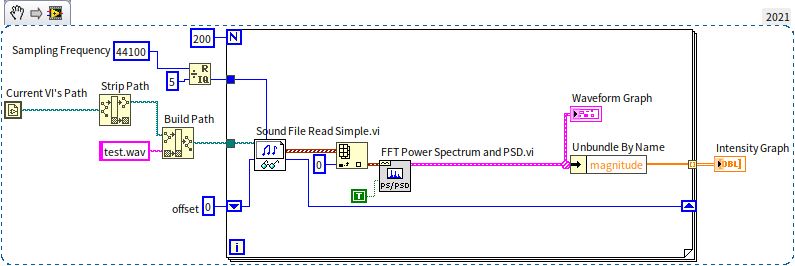 2021
Sampling Frequency
44100
200
N
5
R
IQ
Current VI's Path
Strip Path
Build Path
test.wav
Sound File Read Simple.vi
0
FFT Power Spectrum and PSD.vi
PS/PSD
T
Waveform Graph
Unbundle By Name
magnitude
Intensity Graph
DBL
offset
0
i